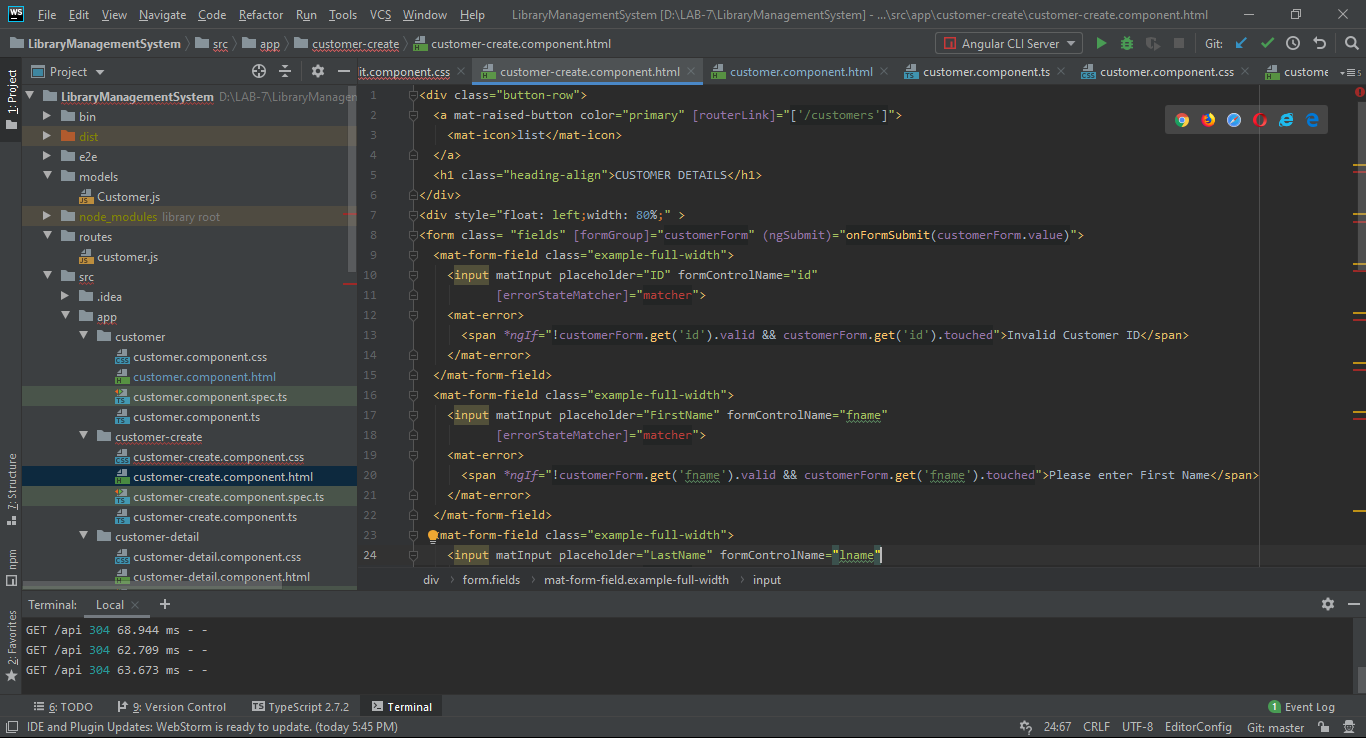 WS File Edit View Navigate Code Refactor Run Tools VCS Window Help LibraryManagementSystem [D:\LAB-7\LibraryManagementSystem] - ...\src\app\customer-create\customer-create.component.html
LibraryManagementSystem src app customer-create customer-create.component.html Angular CLI Server Git:
1: Project
Project
it.component.css customer-create.component.html customer.component.html customer.component.ts customer.component.css custome
LibraryManagementSystem D:\LAB-7\LibraryManagen
bin
dist
e2e
models
Customer.js
node_modules library root
routes
customer.js
src
.idea
app
customer
customer.component.css
customer.component.html
customer.component.spec.ts
customer.component.ts
customer-create
customer-create.component.css
customer-create.component.html
customer-create.component.spec.ts
customer-create.component.ts
customer-detail
customer-detail.component.css
customer-detail.component.html
1 <div class="button-row">
2 <a mat-raised-button color="primary" [routerLink]="['/customers']">
3 <mat-icon>list</mat-icon>
4 </a>
5 <h1 class="heading-align">CUSTOMER DETAILS</h1>
6 </div>
7 <div style="float: left;width: 80%;" >
8 <form class= "fields" [formGroup]="customerForm" (ngSubmit)="onFormSubmit(customerForm.value)">
9 <mat-form-field class="example-full-width">
10 <input matInput placeholder="ID" formControlName="id"
11 [errorStateMatcher]="matcher">
12 <mat-error>
13 <span *ngIf="!customerForm.get('id').valid && customerForm.get('id').touched">Invalid Customer ID</span>
14 </mat-error>
15 </mat-form-field>
16 <mat-form-field class="example-full-width">
17 <input matInput placeholder="FirstName" formControlName="fname"
18 [errorStateMatcher]="matcher">
19 <mat-error>
20 <span *ngIf="!customerForm.get('fname').valid && customerForm.get('fname').touched">Please enter First Name</span>
21 </mat-error>
22 </mat-form-field>
23 <mat-form-field class="example-full-width">
24 <input matInput placeholder="LastName" formControlName="lname"
div form.fields mat-form-field.example-full-width input
7: Structure
npm
2: Favorites
Terminal: Local +
GET /api 304 68.944 ms - -
GET /api 304 62.709 ms - -
GET /api 304 63.673 ms - -
6: TODO 9: Version Control TypeScript 2.7.2 Terminal 1 Event Log
IDE and Plugin Updates: WebStorm is ready to update. (today 5:45 PM) 24:67 CRLF UTF-8 EditorConfig Git: master